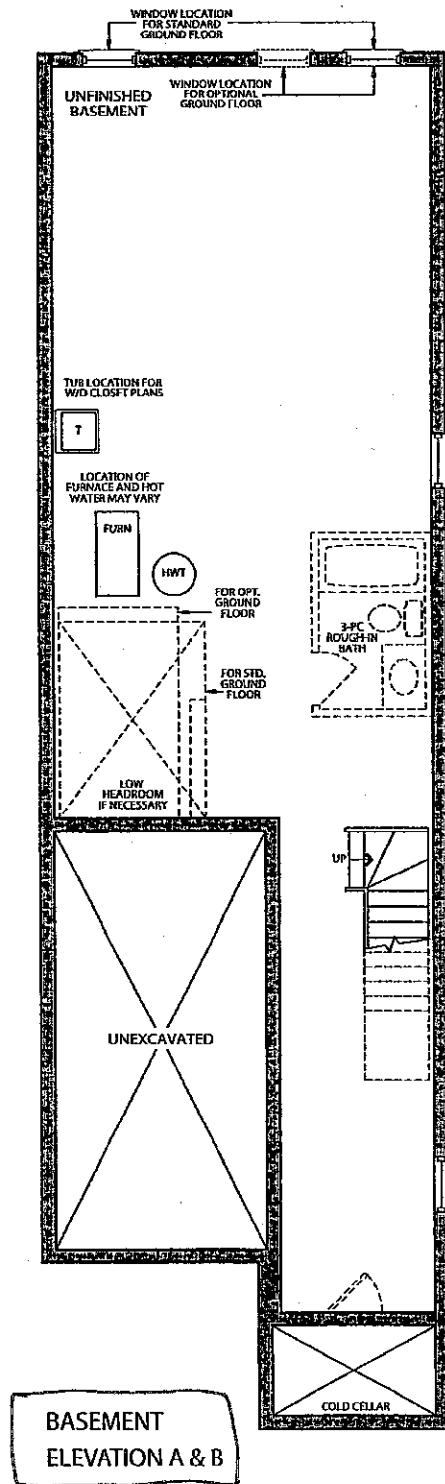 WINDOW LOCATION
FOR STANDARD
GROUND FLOOR
WINDOW LOCATION
FOR OPTIONAL
GROUND FLOOR
UNFINISHED
BASEMENT
TUB LOCATION FOR
W/D CLOSET PLANS
T
LOCATION OF
FURNACE AND HOT
WATER MAY VARY
FURN
HWT
FOR OPT.
GROUND
FLOOR
3-PC
ROUGH-IN
BATH
FOR STD.
GROUND
FLOOR
LOW
HEADROOM
IF NECESSARY
UP
UNEXCAVATED
COLD CELLAR
BASEMENT
ELEVATION A & B